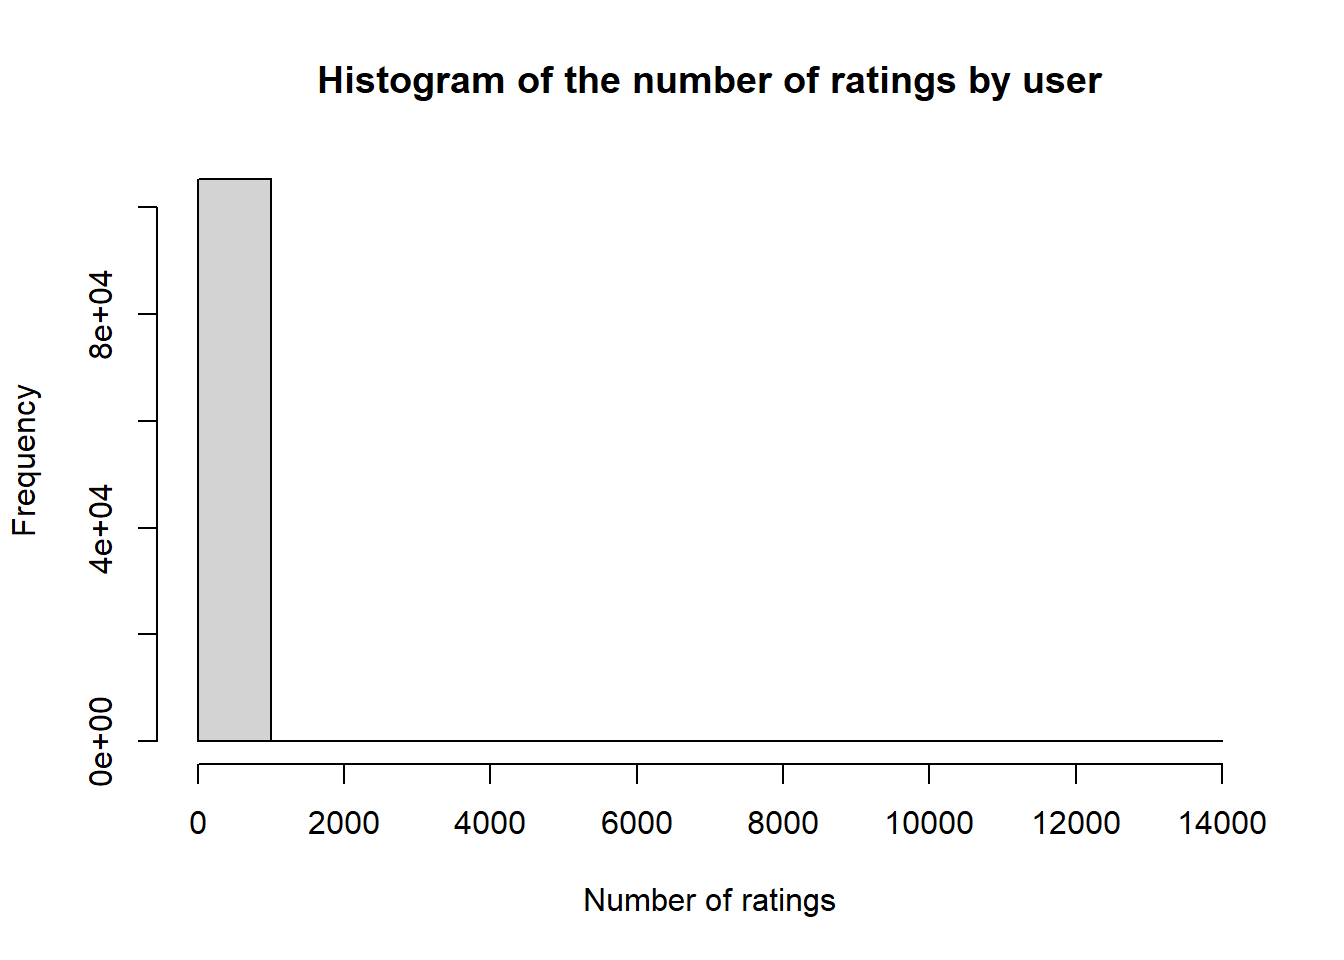 Histogram of the number of ratings by user
Frequency
8e+04
4e+04
0e+00
0 2000 4000 6000 8000 10000 12000 14000
Number of ratings